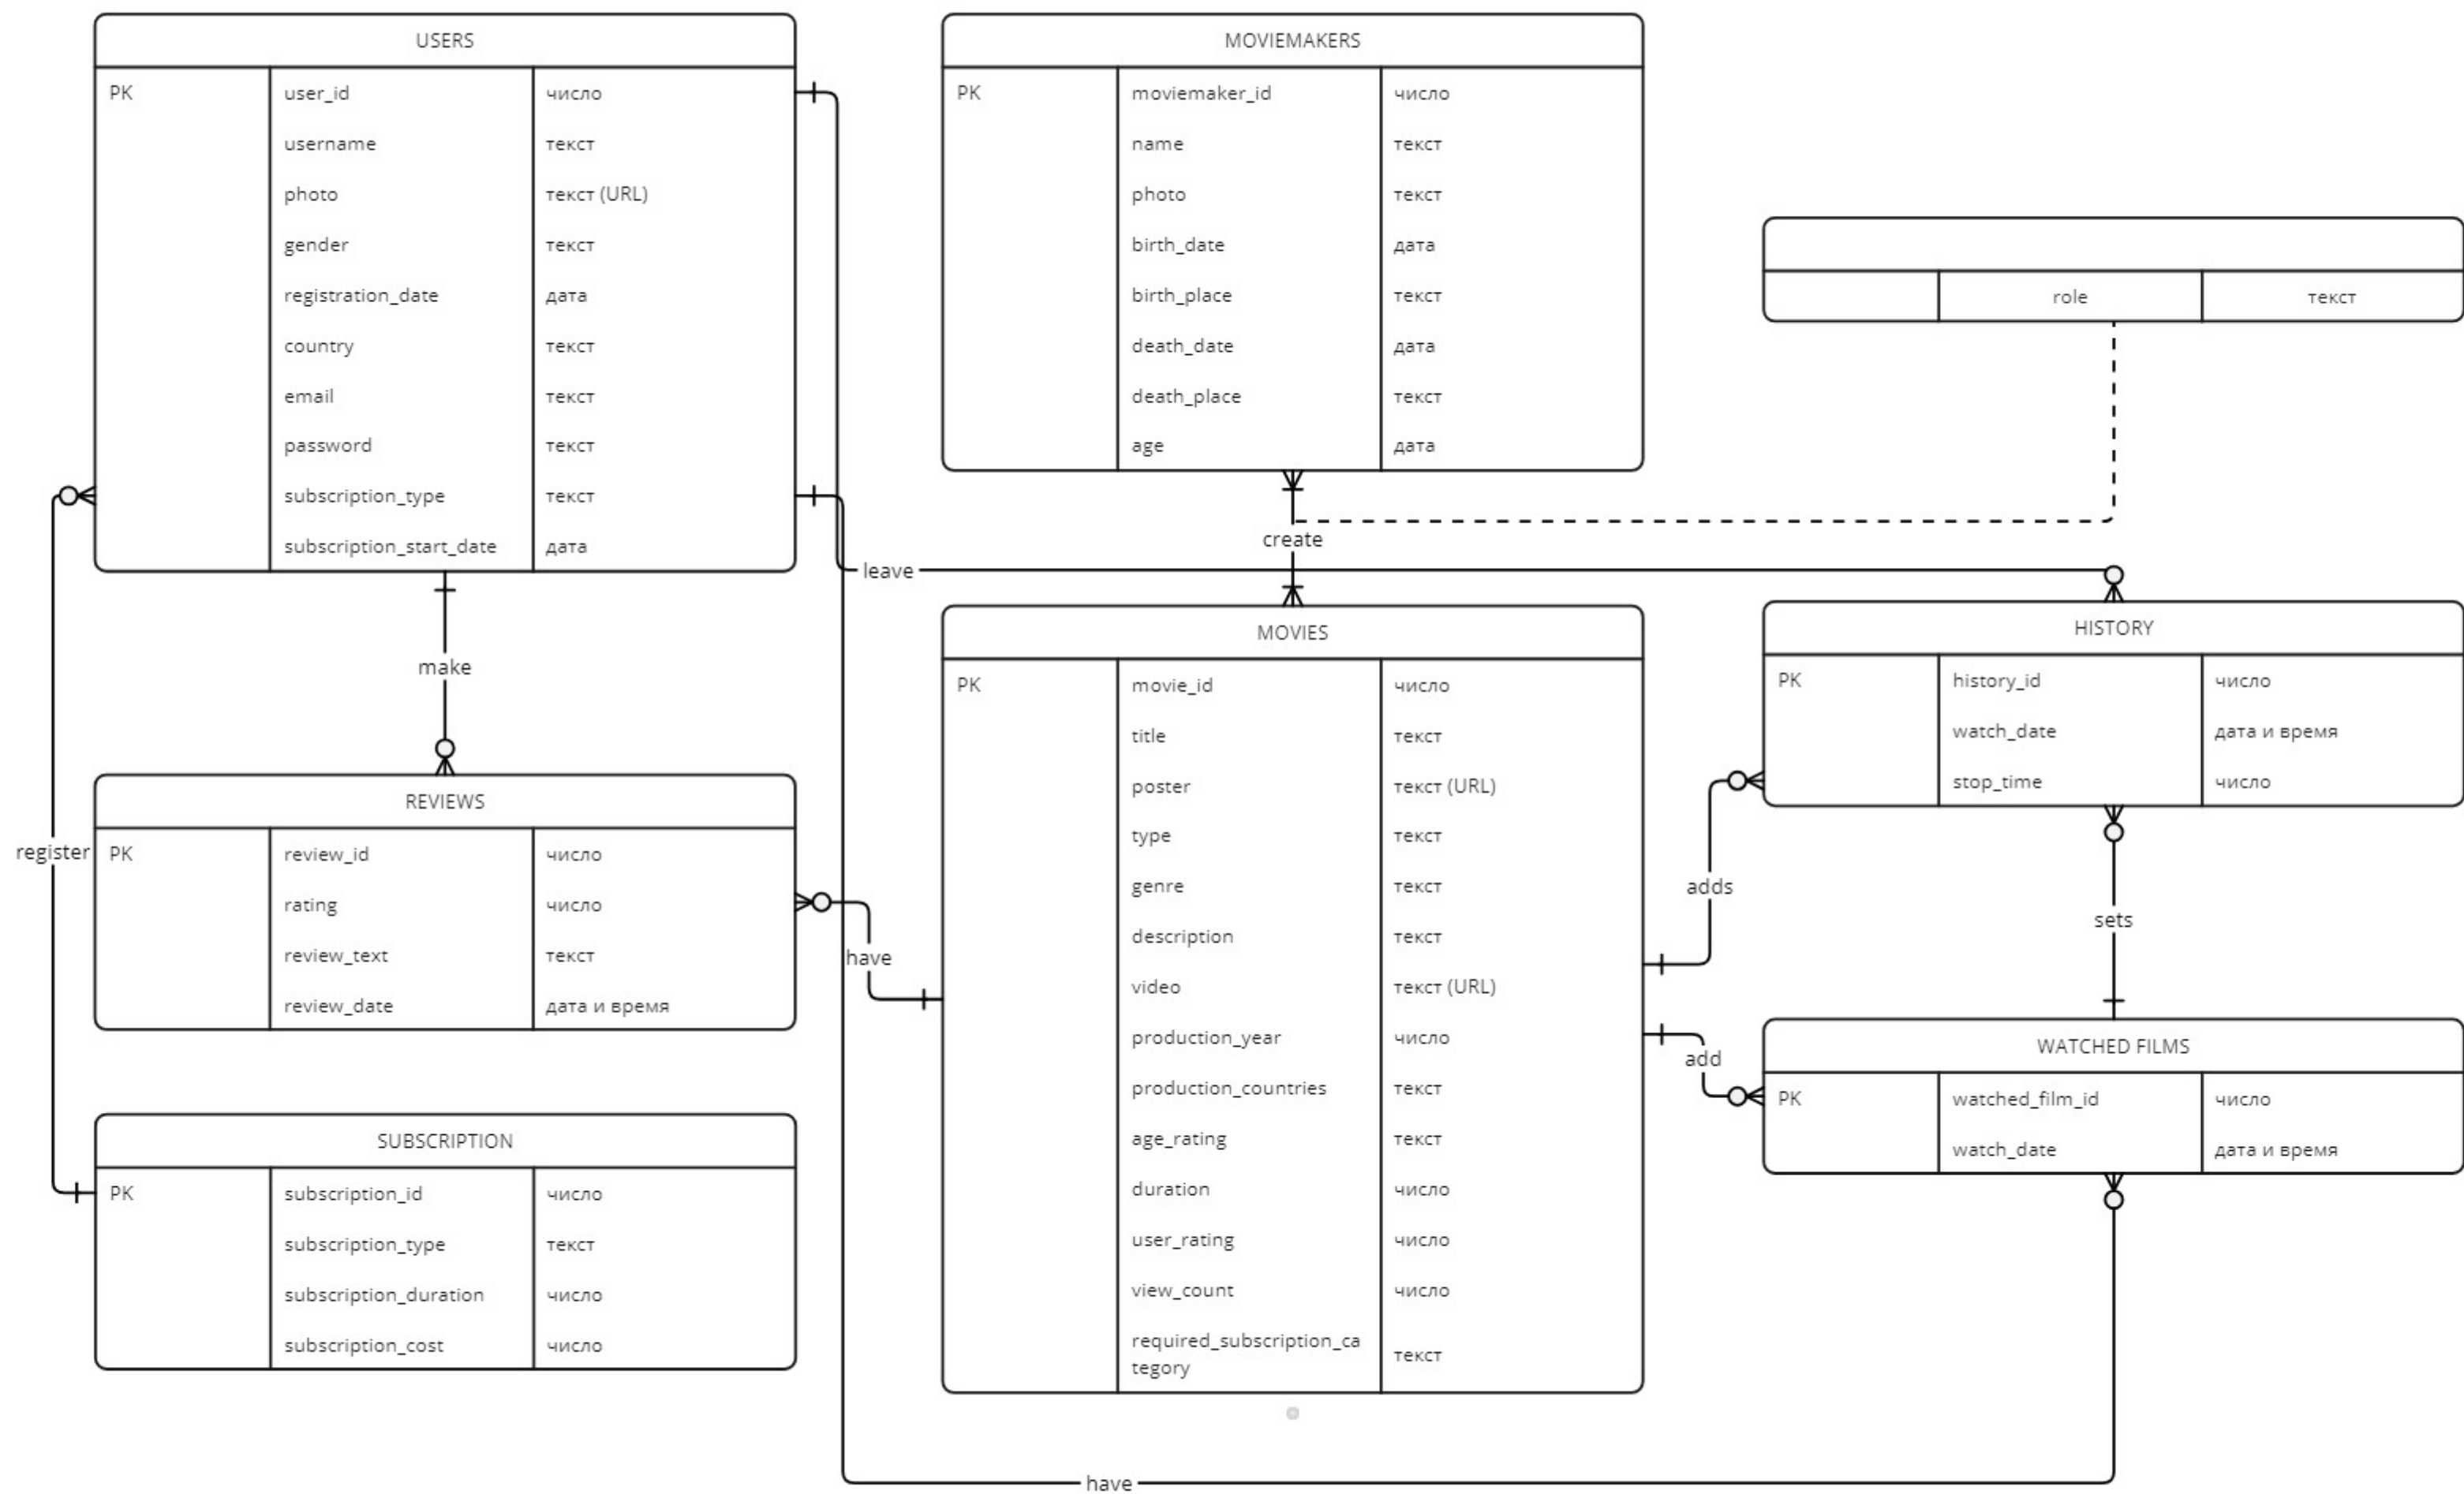 USERS
PK user_id число
username текст
photo текст (URL)
gender текст
registration_date дата
country текст
email текст
password текст
subscription_type текст
subscription_start_date дата
MOVIEMAKERS
PK moviemaker_id число
name текст
photo текст
birth_date дата
birth_place текст
death_date дата
death_place текст
age дата
role текст
create
leave
make
register
REVIEWS
PK review_id число
rating число
review_text текст
review_date дата и время
have
SUBSCRIPTION
PK subscription_id число
subscription_type текст
subscription_duration число
subscription_cost число
MOVIES
PK movie_id число
title текст
poster текст (URL)
type текст
genre текст
description текст
video текст (URL)
production_year число
production_countries текст
age_rating текст
duration число
user_rating число
view_count число
required_subscription_ca
tegory текст
HISTORY
PK history_id число
watch_date дата и время
stop_time число
adds
sets
add
WATCHED FILMS
PK watched_film_id число
watch_date дата и время
have